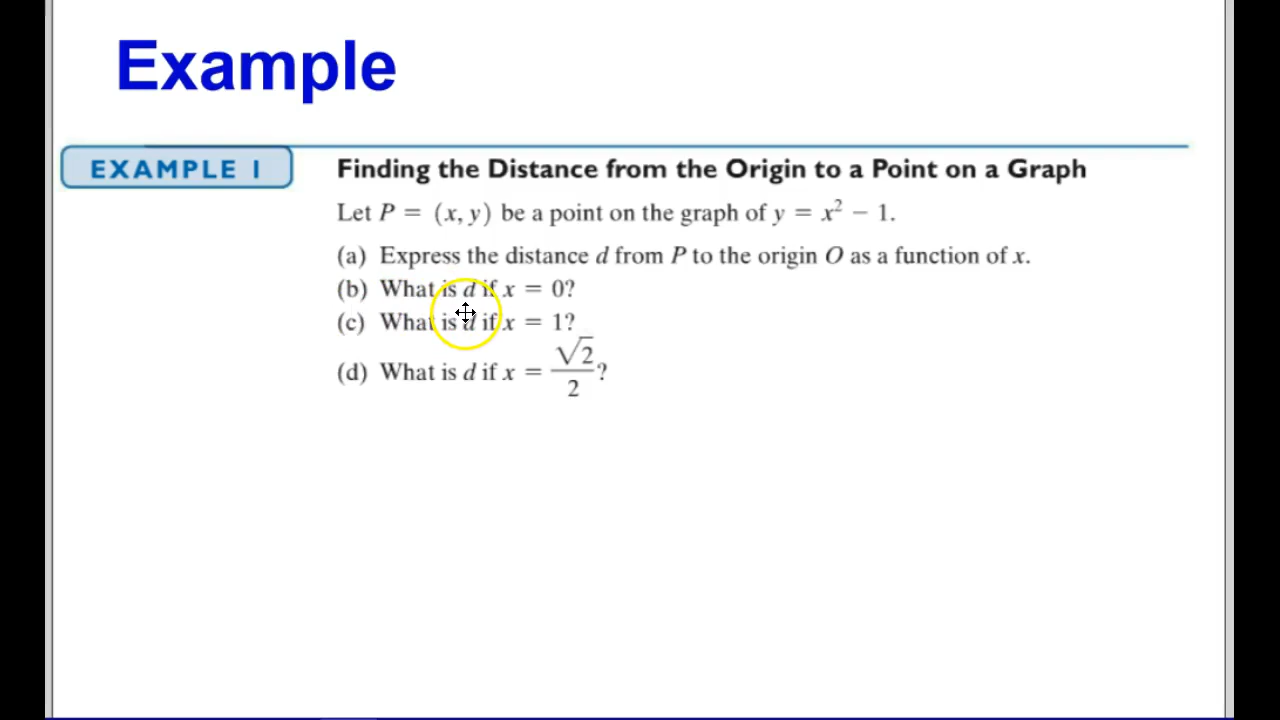 Example
EXAMPLE 1
Finding the Distance from the Origin to a Point on a Graph
Let P = (x, y) be a point on the graph of y = x² − 1.
(a) Express the distance d from P to the origin O as a function of x.
(b) What is d if x = 0?
(c) What is d if x = 1?
(d) What is d if x = √2/2?